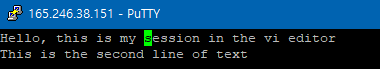 165.246.38.151 - PuTTY
Hello, this is my session in the vi editor
This is the second line of text